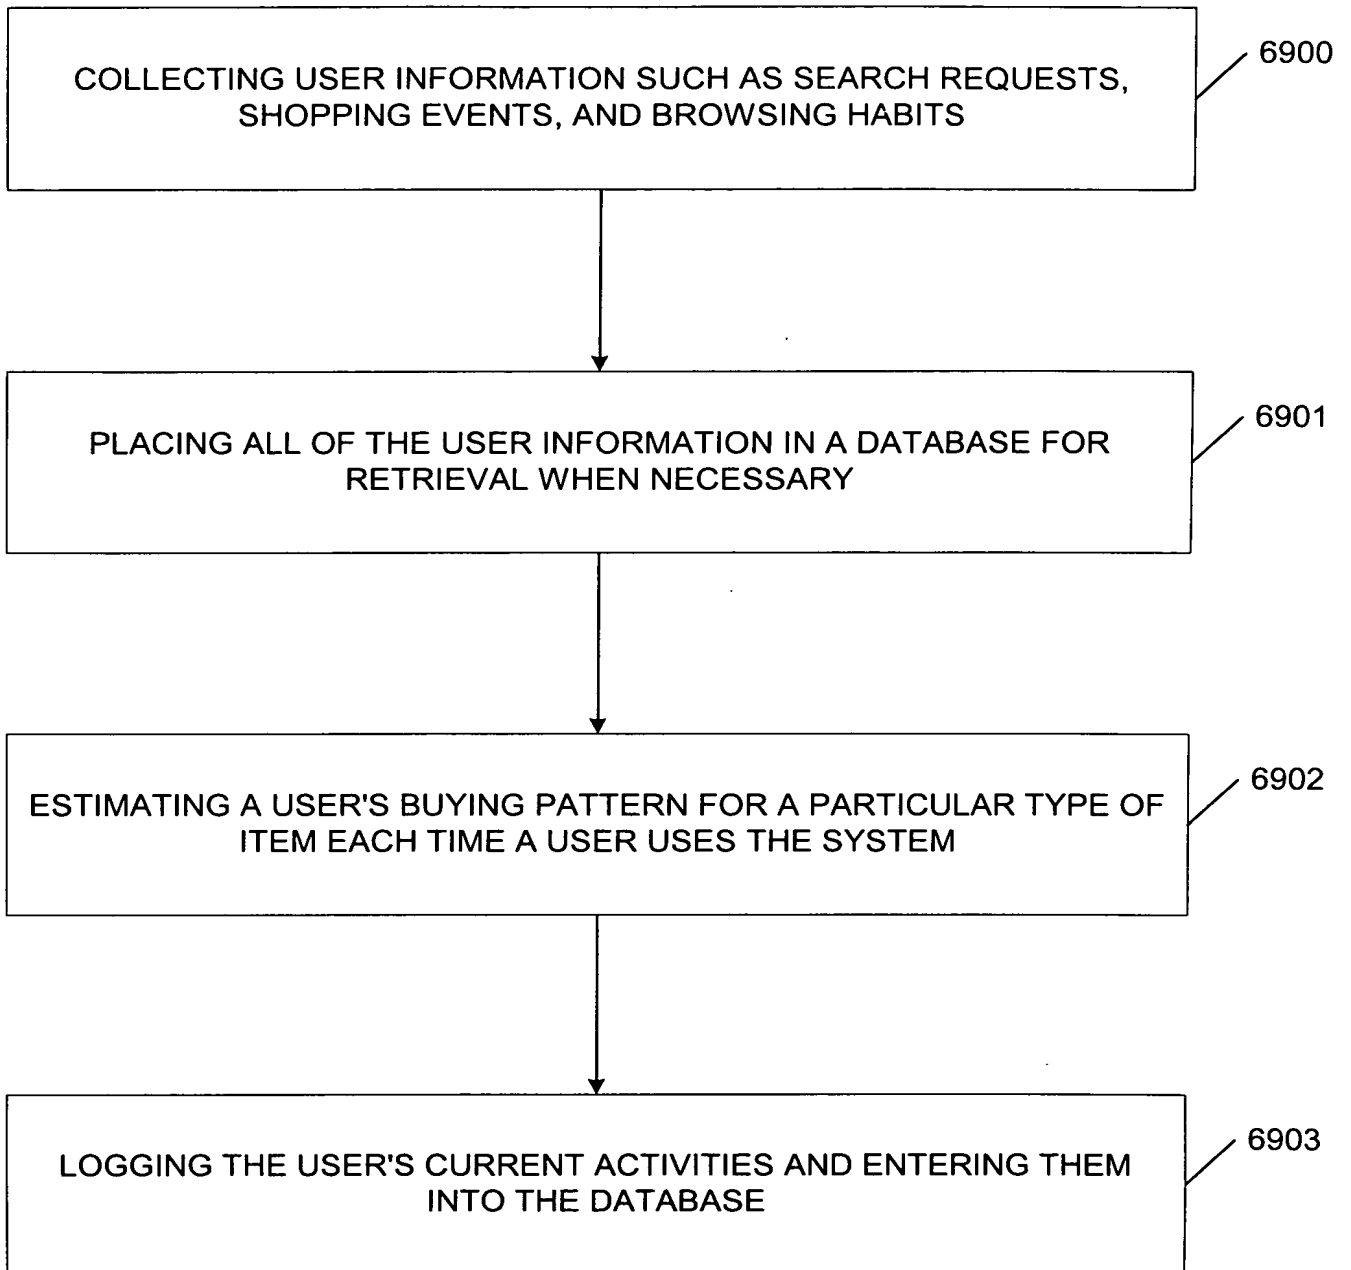 COLLECTING USER INFORMATION SUCH AS SEARCH REQUESTS,
SHOPPING EVENTS, AND BROWSING HABITS
6900
PLACING ALL OF THE USER INFORMATION IN A DATABASE FOR
RETRIEVAL WHEN NECESSARY
6901
ESTIMATING A USER'S BUYING PATTERN FOR A PARTICULAR TYPE OF
ITEM EACH TIME A USER USES THE SYSTEM
6902
LOGGING THE USER'S CURRENT ACTIVITIES AND ENTERING THEM
INTO THE DATABASE
6903